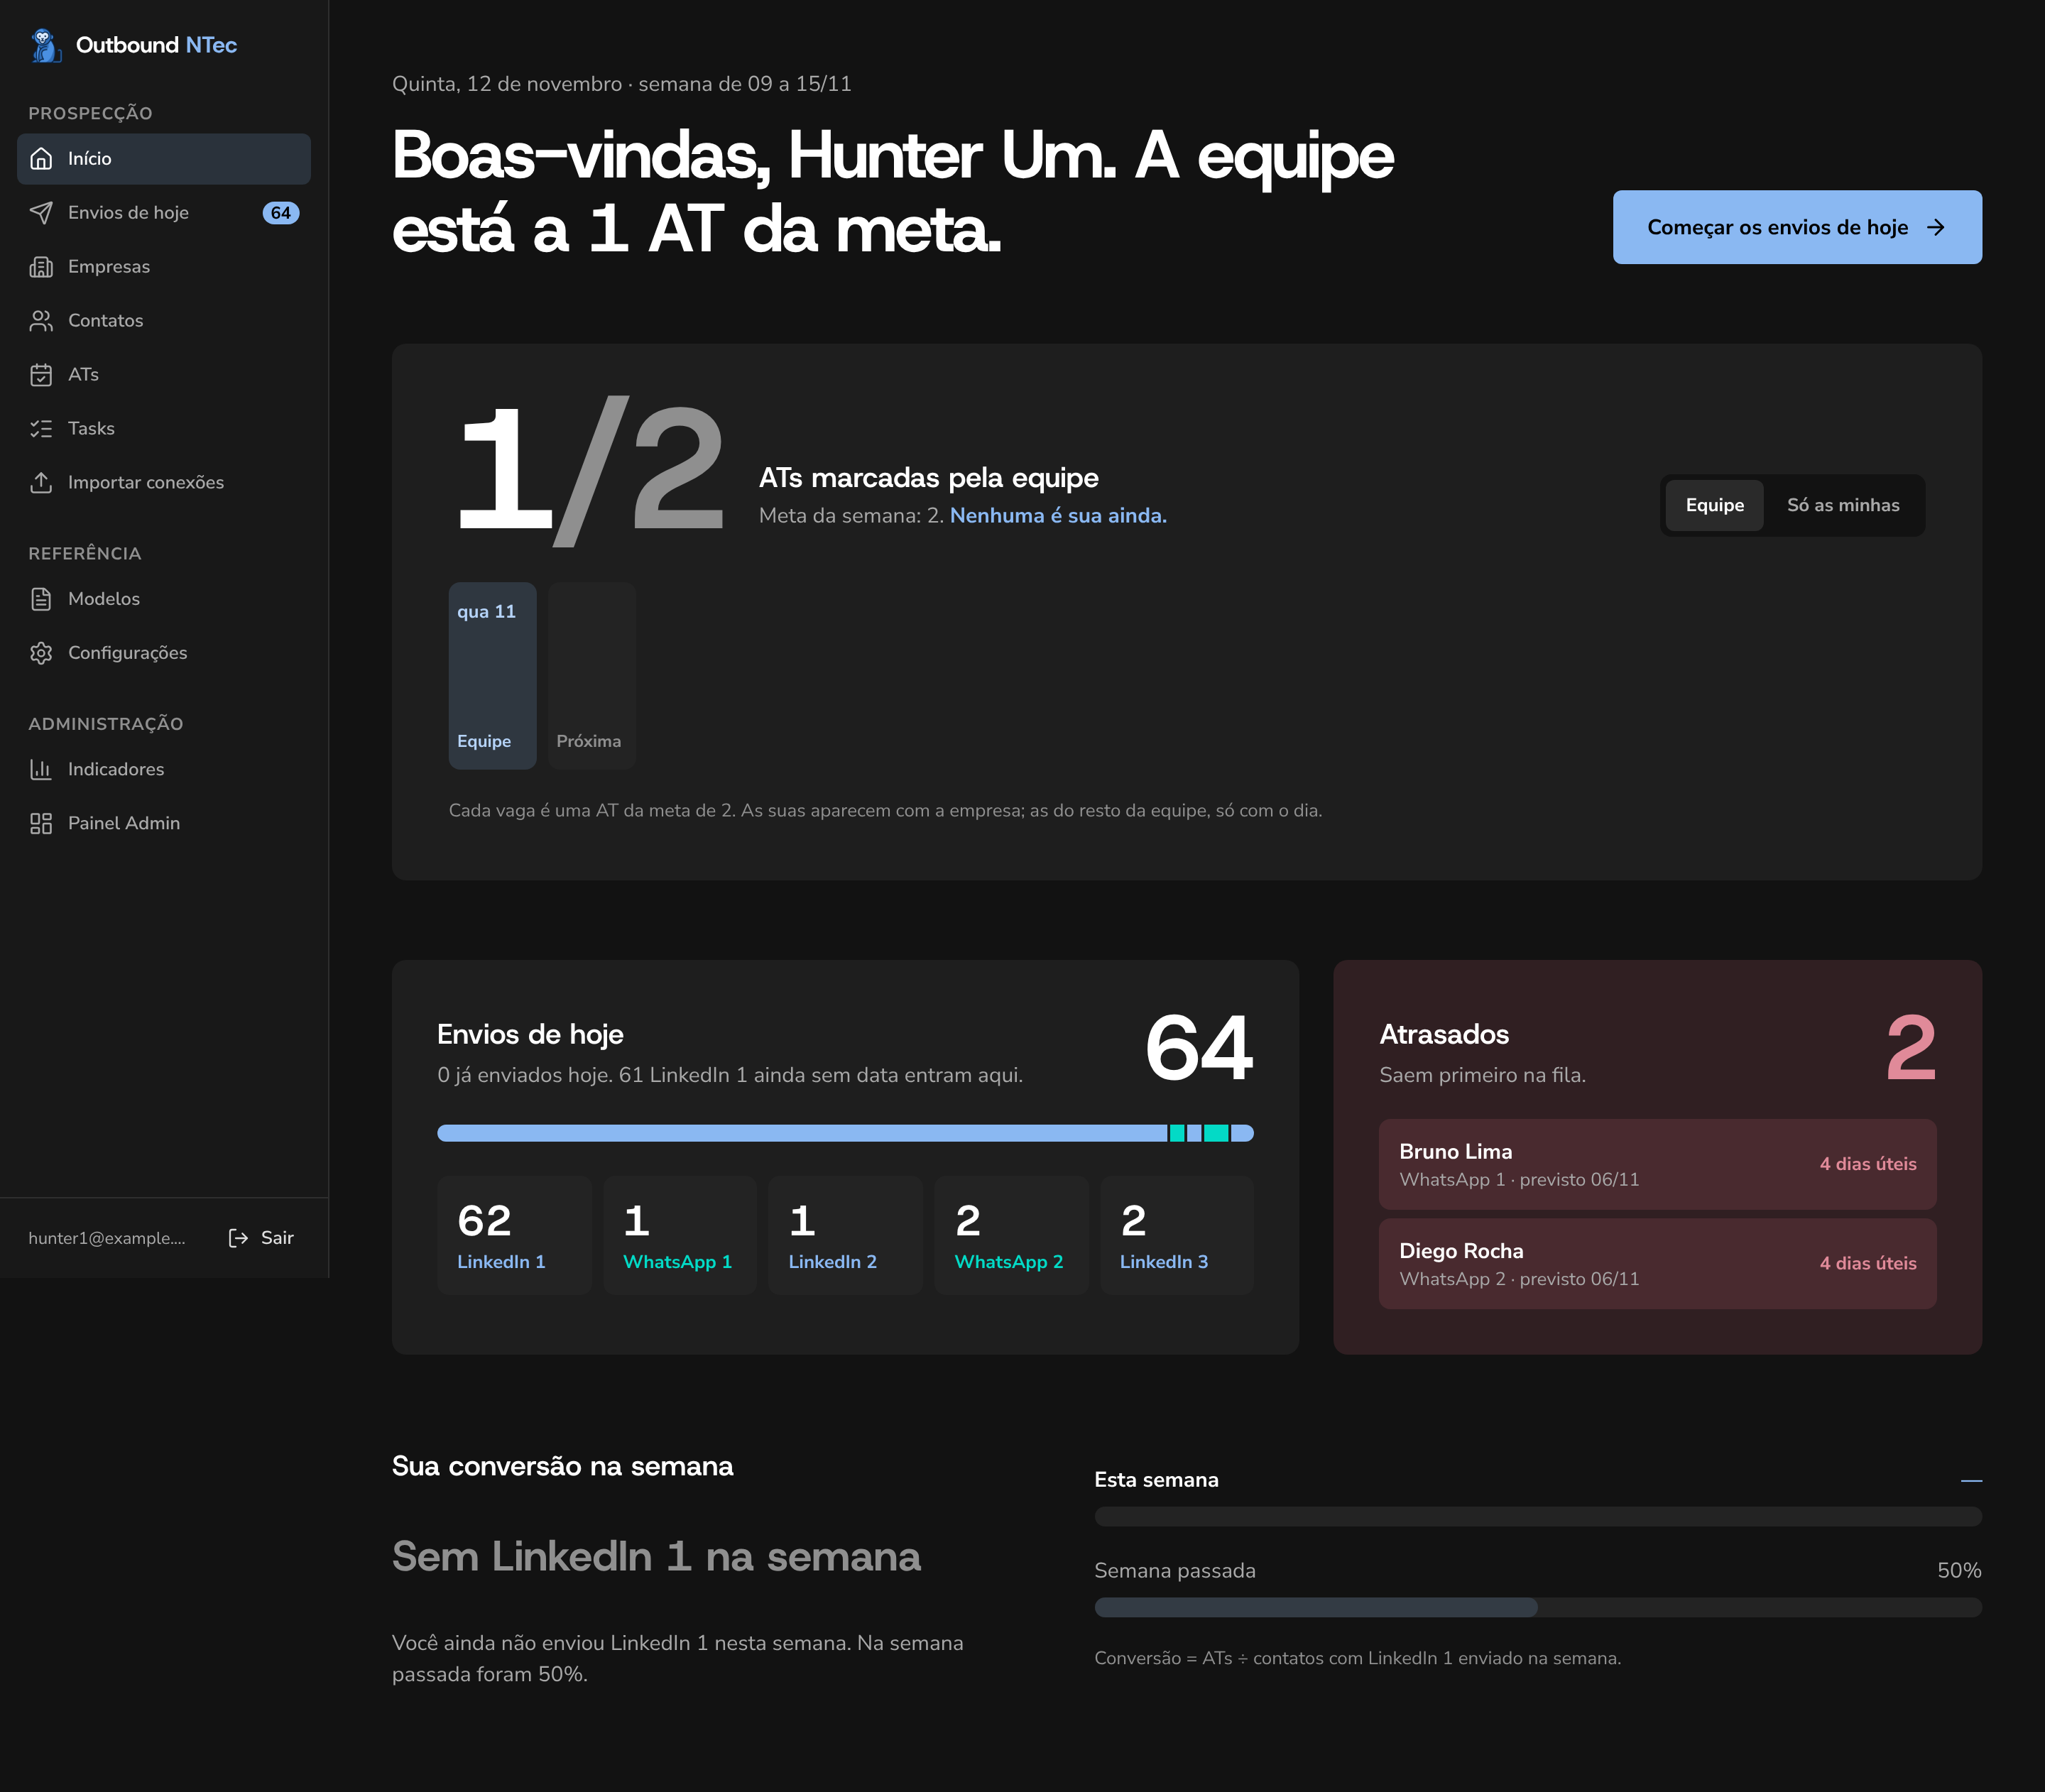 Outbound NTec
PROSPECÇÃO
Início
Envios de hoje 64
Empresas
Contatos
ATs
Tasks
Importar conexões
REFERÊNCIA
Modelos
Configurações
ADMINISTRAÇÃO
Indicadores
Painel Admin
hunter1@example.... Sair
Quinta, 12 de novembro · semana de 09 a 15/11
Boas-vindas, Hunter Um. A equipe
está a 1 AT da meta.
Começar os envios de hoje
1/2
ATs marcadas pela equipe
Meta da semana: 2. Nenhuma é sua ainda.
Equipe Só as minhas
qua 11
Equipe
Próxima
Cada vaga é uma AT da meta de 2. As suas aparecem com a empresa; as do resto da equipe, só com o dia.
Envios de hoje
0 já enviados hoje. 61 LinkedIn 1 ainda sem data entram aqui.
64
62
LinkedIn 1
1
WhatsApp 1
1
LinkedIn 2
2
WhatsApp 2
2
LinkedIn 3
Atrasados
Saem primeiro na fila.
2
Bruno Lima
WhatsApp 1 · previsto 06/11
4 dias úteis
Diego Rocha
WhatsApp 2 · previsto 06/11
4 dias úteis
Sua conversão na semana
Sem LinkedIn 1 na semana
Você ainda não enviou LinkedIn 1 nesta semana. Na semana
passada foram 50%.
Esta semana —
Semana passada 50%
Conversão = ATs ÷ contatos com LinkedIn 1 enviado na semana.